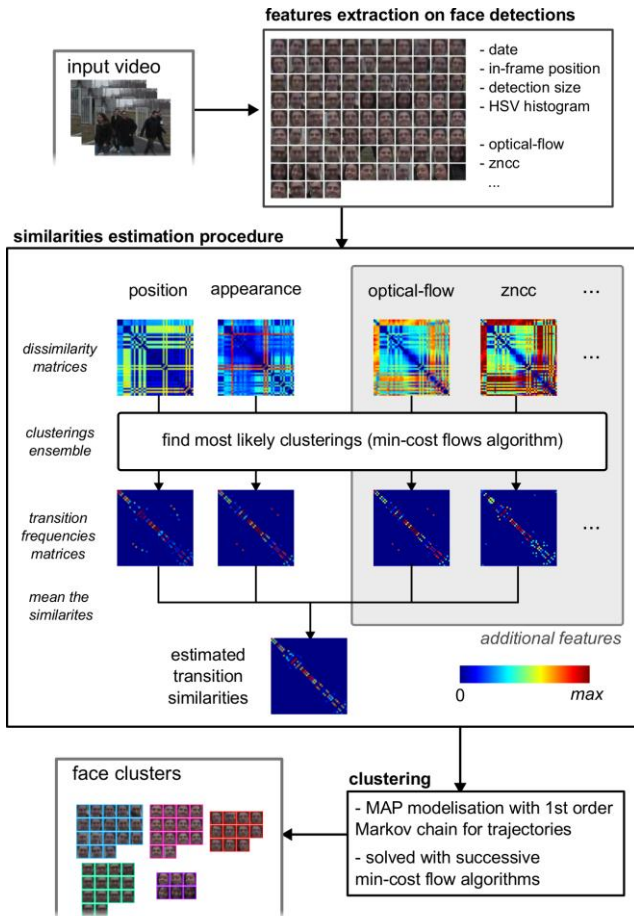 features extraction on face detections
input video
- date
- in-frame position
- detection size
- HSV histogram
- optical-flow
- zncc
...
similarities estimation procedure
position
appearance
optical-flow
zncc
...
dissimilarity
matrices
...
clusterings
ensemble
find most likely clusterings (min-cost flows algorithm)
transition
frequencies
matrices
...
mean the
similarites
additional features
estimated
transition
similarities
0
max
face clusters
clustering
- MAP modelisation with 1st order
Markov chain for trajectories
- solved with successive
min-cost flow algorithms